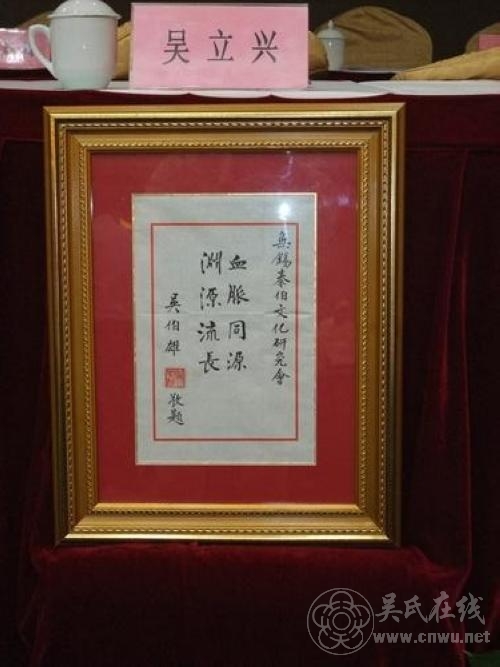 吴立兴
無錫泰伯文化研究會
血脈同源
淵源流長
吳伯雄
敬題
吴氏在线
www.cnwu.net